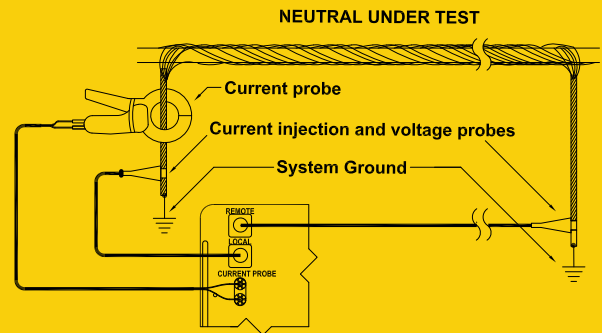 NEUTRAL UNDER TEST
Current probe
Current injection and voltage probes
System Ground
REMOTE
LOCAL
CURRENT PROBE